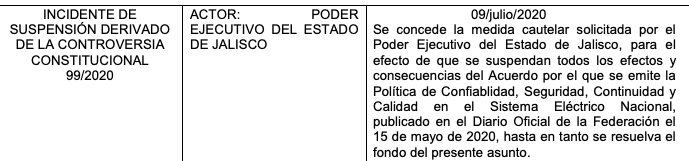 INCIDENTE DE
SUSPENSIÓN DERIVADO
DE LA CONTROVERSIA
CONSTITUCIONAL
99/2020
ACTOR: PODER
EJECUTIVO DEL ESTADO
DE JALISCO
09/julio/2020
Se concede la medida cautelar solicitada por el
Poder Ejecutivo del Estado de Jalisco, para el
efecto de que se suspendan todos los efectos y
consecuencias del Acuerdo por el que se emite la
Política de Confiablidad, Seguridad, Continuidad y
Calidad en el Sistema Eléctrico Nacional,
publicado en el Diario Oficial de la Federación el
15 de mayo de 2020, hasta en tanto se resuelva el
fondo del presente asunto.